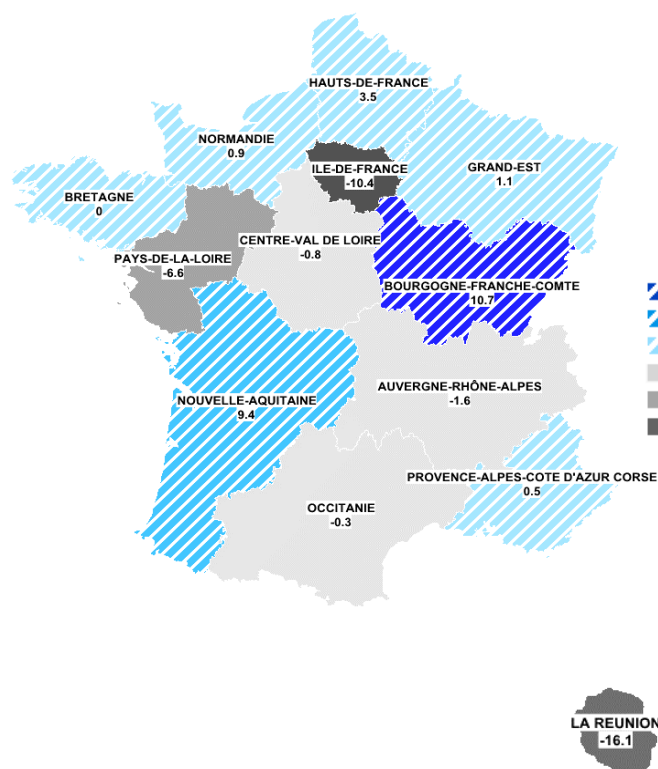 HAUTS-DE-FRANCE
3.5
NORMANDIE
0.9
ILE-DE-FRANCE
-10.4
GRAND-EST
1.1
BRETAGNE
0
CENTRE-VAL DE LOIRE
-0.8
PAYS-DE-LA-LOIRE
-6.6
BOURGOGNE-FRANCHE-COMTE
10.7
AUVERGNE-RHÔNE-ALPES
-1.6
NOUVELLE-AQUITAINE
9.4
PROVENCE-ALPES-COTE D'AZUR CORSE
0.5
OCCITANIE
-0.3
LA REUNION
-16.1